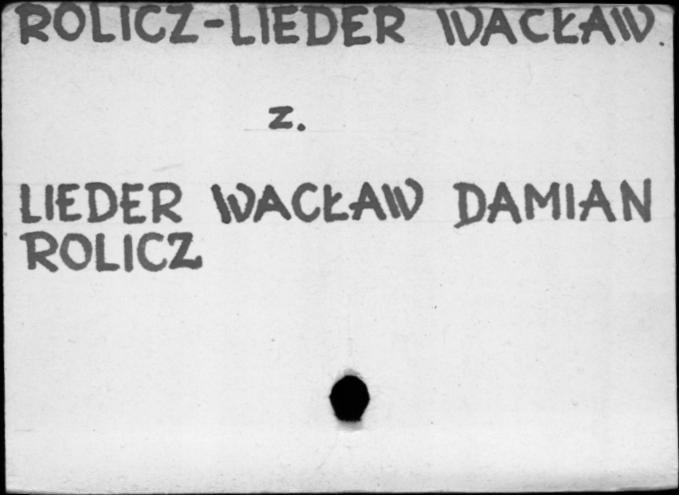 ROLICZ-LIEDER WACŁAW.
z.
LIEDER WACŁAW DAMIAN
ROLICZ